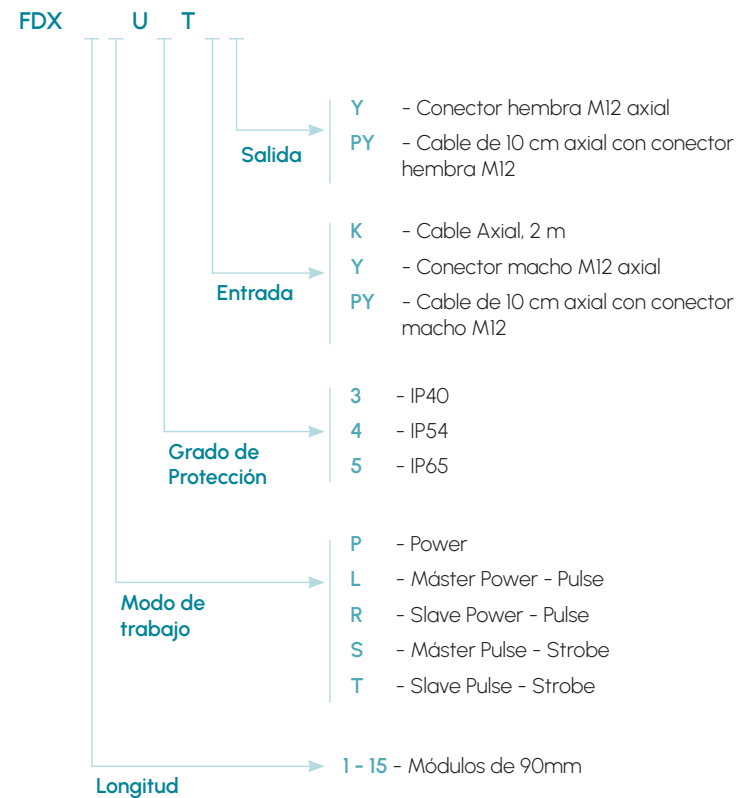 FDX _ _ U _ T _ _
Salida
Y - Conector hembra M12 axial
PY - Cable de 10 cm axial con conector
hembra M12
Entrada
K - Cable Axial, 2 m
Y - Conector macho M12 axial
PY - Cable de 10 cm axial con conector
macho M12
Grado de
Protección
3 - IP40
4 - IP54
5 - IP65
Modo de
trabajo
P - Power
L - Máster Power - Pulse
R - Slave Power - Pulse
S - Máster Pulse - Strobe
T - Slave Pulse - Strobe
Longitud
1 - 15 - Módulos de 90mm